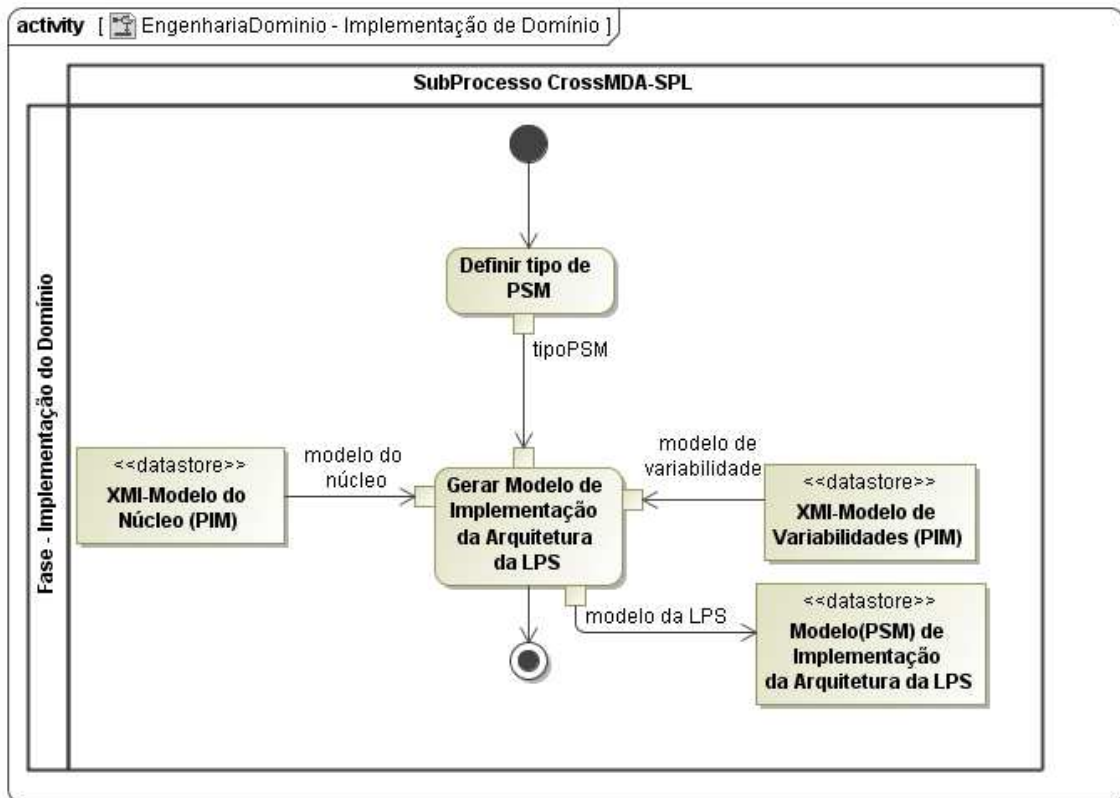 activity [ EngenhariaDominio - Implementação de Domínio ]
SubProcesso CrossMDA-SPL
Fase - Implementação do Domínio
Definir tipo de
PSM
tipoPSM
<<datastore>>
XMI-Modelo do
Núcleo (PIM)
modelo do
núcleo
Gerar Modelo de
Implementação
da Arquitetura
da LPS
modelo de
variabilidade
<<datastore>>
XMI-Modelo de
Variabilidades (PIM)
modelo da LPS
<<datastore>>
Modelo(PSM) de
Implementação
da Arquitetura da LPS